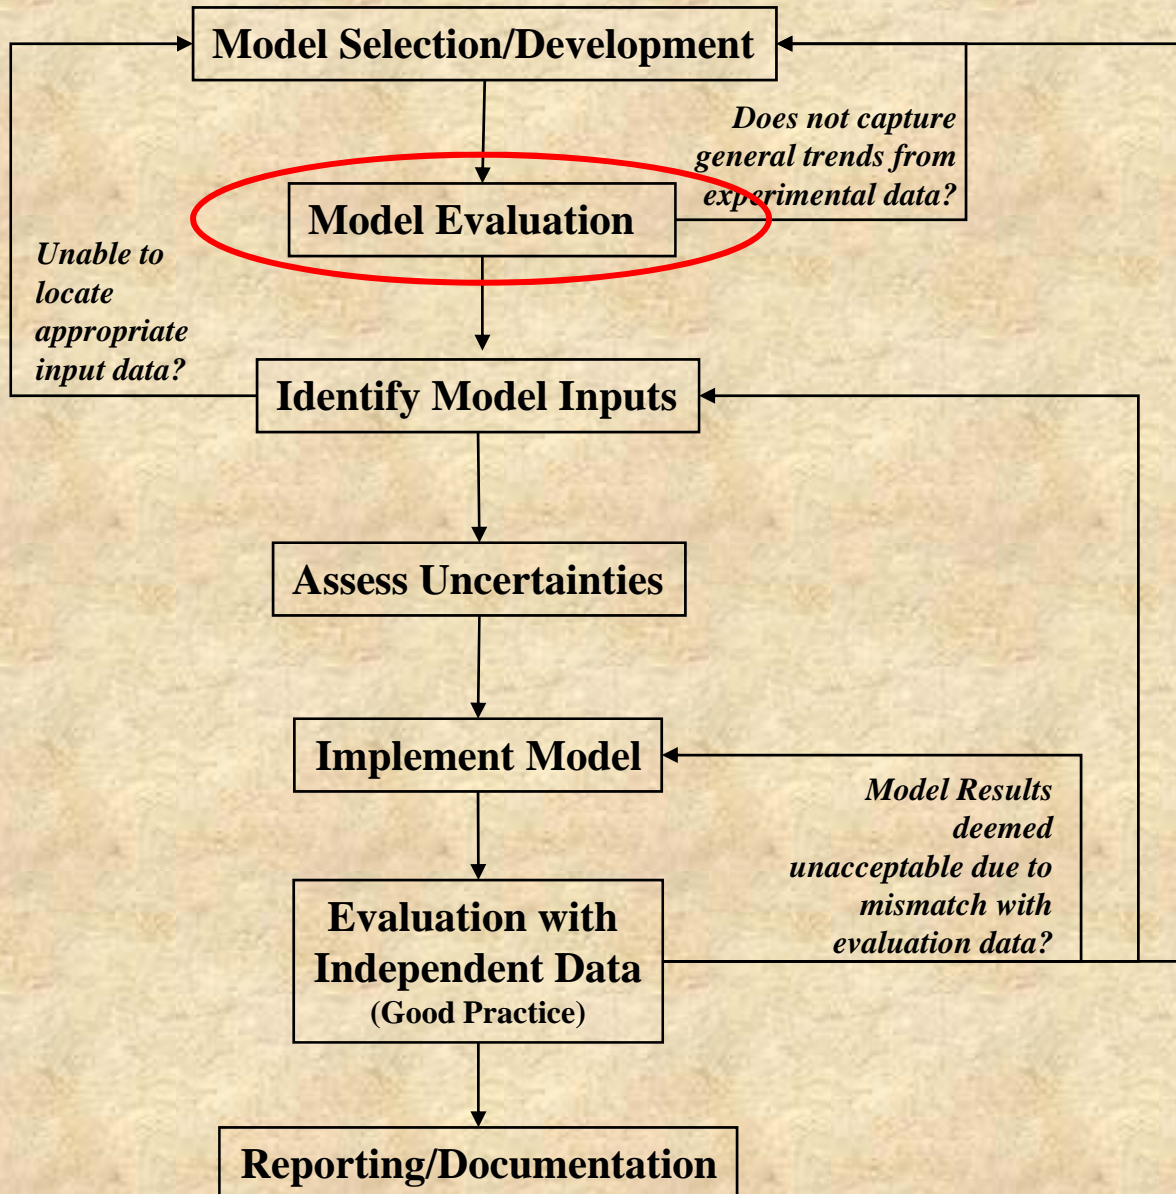 Model Selection/Development
Does not capture
general trends from
experimental data?
Model Evaluation
Unable to
locate
appropriate
input data?
Identify Model Inputs
Assess Uncertainties
Implement Model
Model Results
deemed
unacceptable due to
mismatch with
evaluation data?
Evaluation with
Independent Data
(Good Practice)
Reporting/Documentation